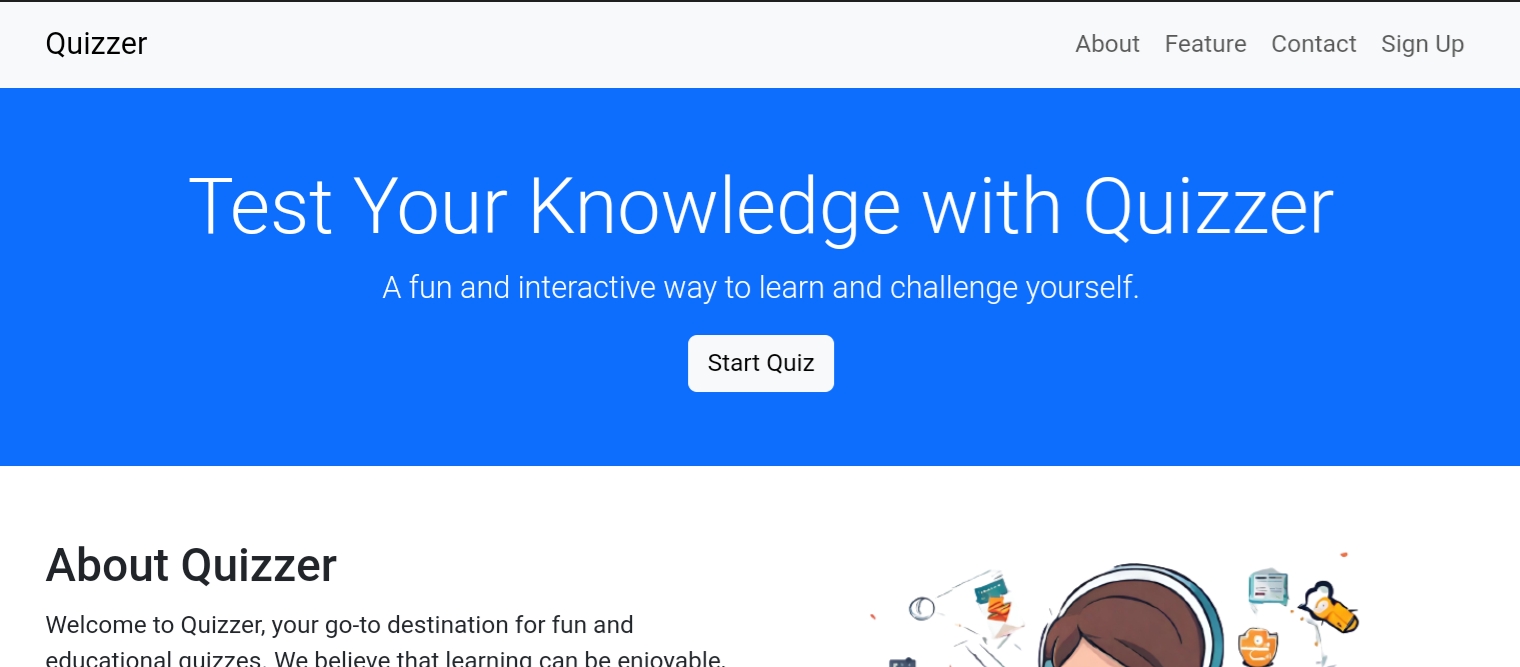 Quizzer
About Feature Contact Sign Up
Test Your Knowledge with Quizzer
A fun and interactive way to learn and challenge yourself.
Start Quiz
About Quizzer
Welcome to Quizzer, your go-to destination for fun and
educational quizzes. We believe that learning can be enjoyable,